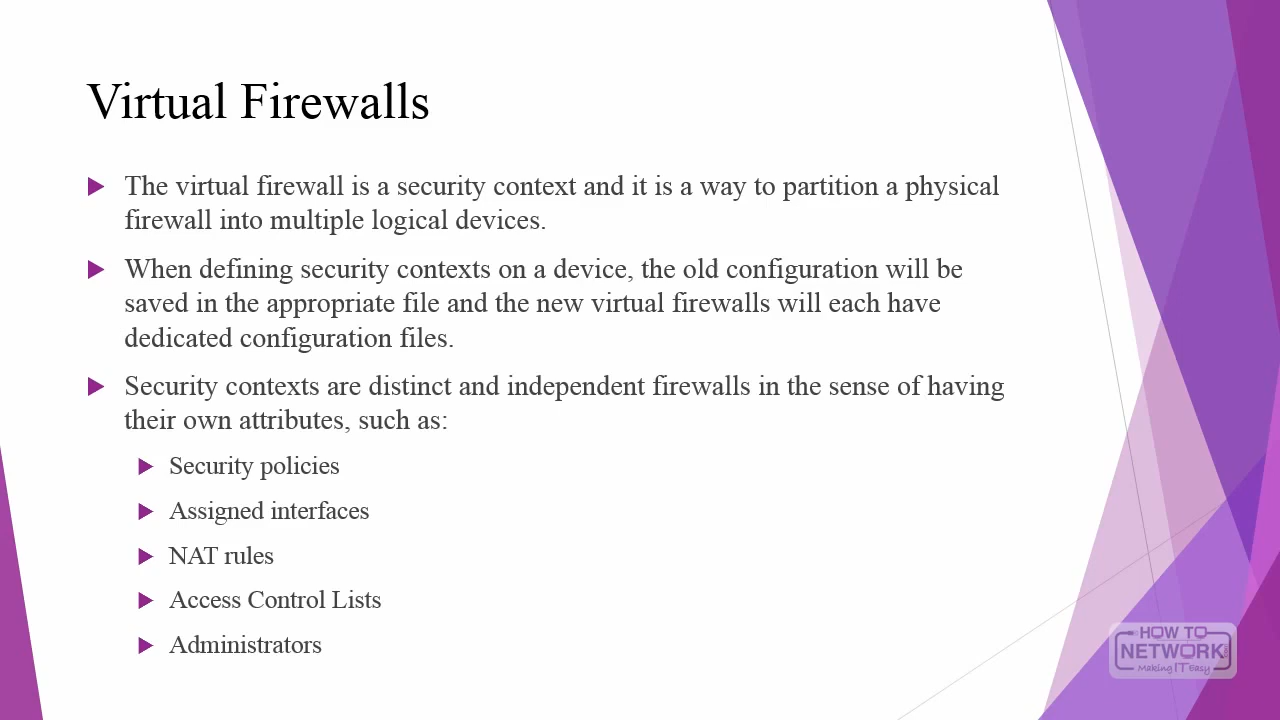 Virtual Firewalls
The virtual firewall is a security context and it is a way to partition a physical
firewall into multiple logical devices.
When defining security contexts on a device, the old configuration will be
saved in the appropriate file and the new virtual firewalls will each have
dedicated configuration files.
Security contexts are distinct and independent firewalls in the sense of having
their own attributes, such as:
Security policies
Assigned interfaces
NAT rules
Access Control Lists
Administrators
HOW TO
NETWORK
Making IT Easy